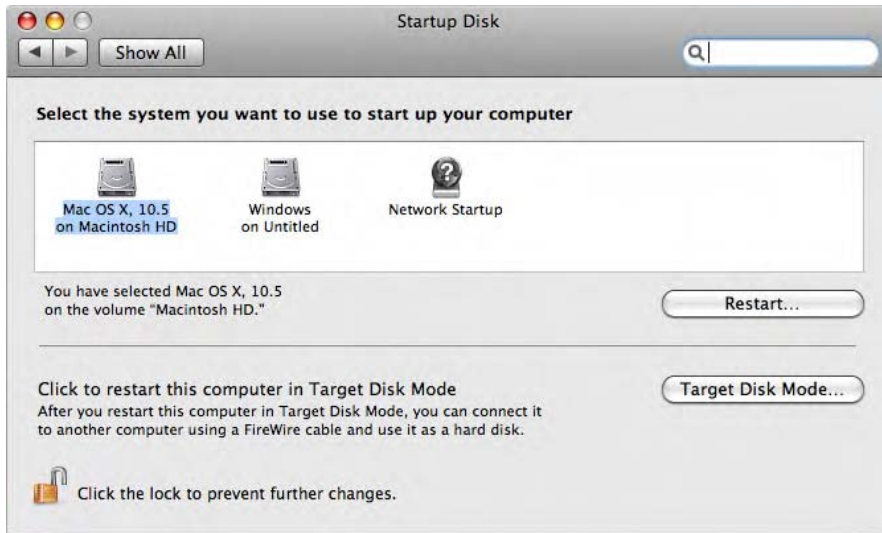 Startup Disk
Show All
Select the system you want to use to start up your computer
Mac OS X, 10.5
on Macintosh HD
Windows
on Untitled
Network Startup
You have selected Mac OS X, 10.5
on the volume “Macintosh HD.”
Restart...
Click to restart this computer in Target Disk Mode
Target Disk Mode...
After you restart this computer in Target Disk Mode, you can connect it
to another computer using a FireWire cable and use it as a hard disk.
Click the lock to prevent further changes.